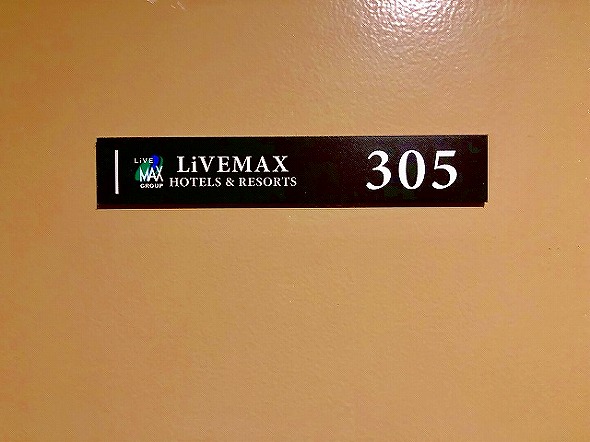 LiVE
MAX
GROUP
LiVEMAX
HOTELS & RESORTS
305